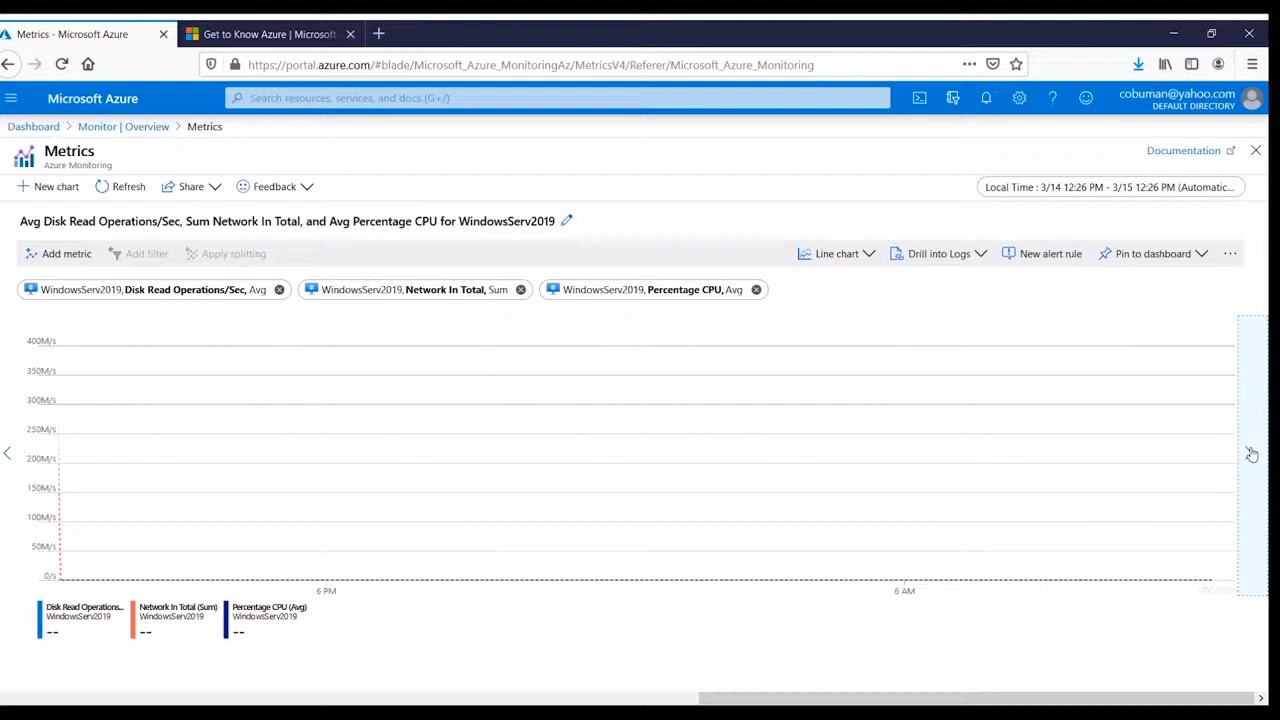 Metrics - Microsoft Azure
Get to Know Azure | Microsoft
https://portal.azure.com/#blade/Microsoft_Azure_MonitoringAz/MetricsV4/Referer/Microsoft_Azure_Monitoring
Microsoft Azure
Search resources, services, and docs (G+/)
cobuman@yahoo.com
DEFAULT DIRECTORY
Dashboard > Monitor | Overview > Metrics
Metrics
Azure Monitoring
Documentation
New chart Refresh Share Feedback
Local Time : 3/14 12:26 PM - 3/15 12:26 PM (Automatic...
Avg Disk Read Operations/Sec, Sum Network In Total, and Avg Percentage CPU for WindowsServ2019
Add metric Add filter Apply splitting Line chart Drill into Logs New alert rule Pin to dashboard ...
WindowsServ2019, Disk Read Operations/Sec, Avg WindowsServ2019, Network In Total, Sum WindowsServ2019, Percentage CPU, Avg
400M/s
350M/s
300M/s
250M/s
200M/s
150M/s
100M/s
50M/s
0/s
6 PM 6 AM
Disk Read Operations... Network In Total (Sum) Percentage CPU (Avg)
WindowsServ2019 WindowsServ2019 WindowsServ2019
-- -- --